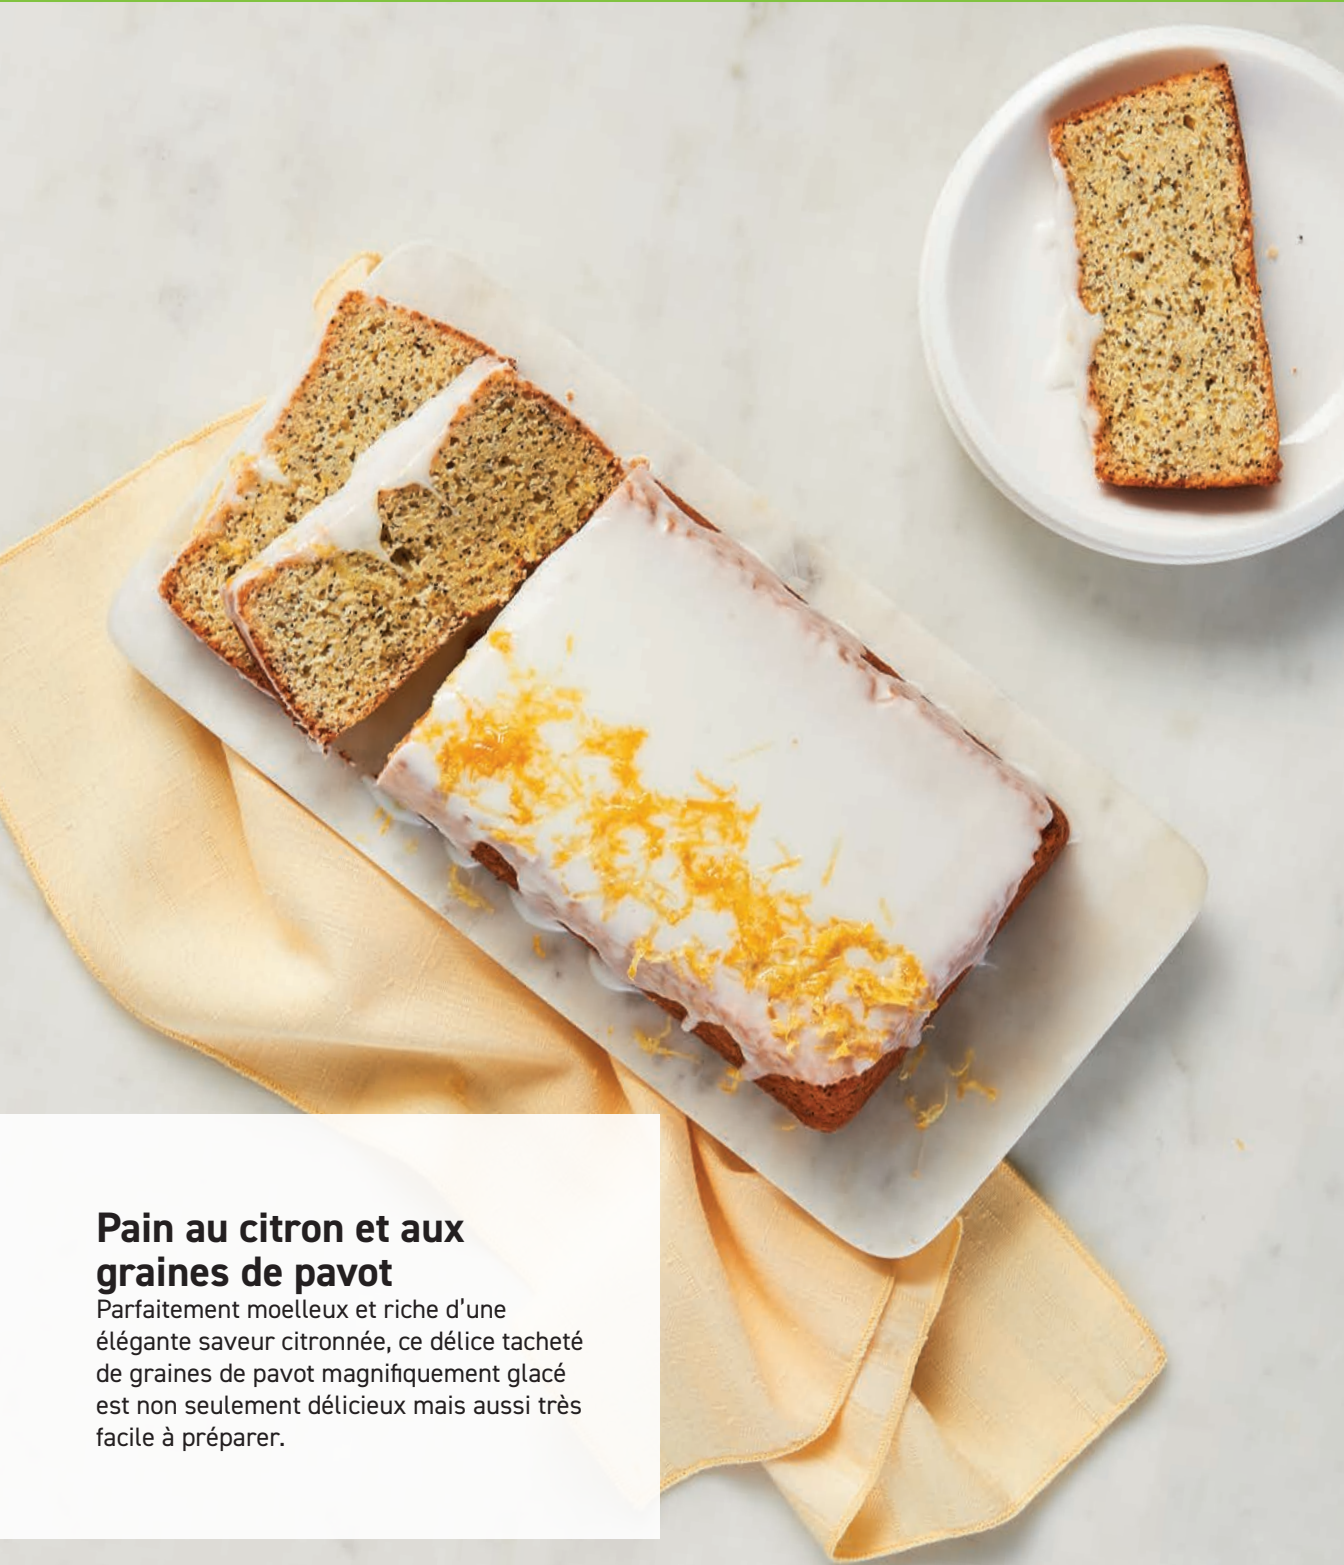 Pain au citron et aux
graines de pavot
Parfaitement moelleux et riche d’une
élégante saveur citronnée, ce délice tacheté
de graines de pavot magnifiquement glacé
est non seulement délicieux mais aussi très
facile à préparer.